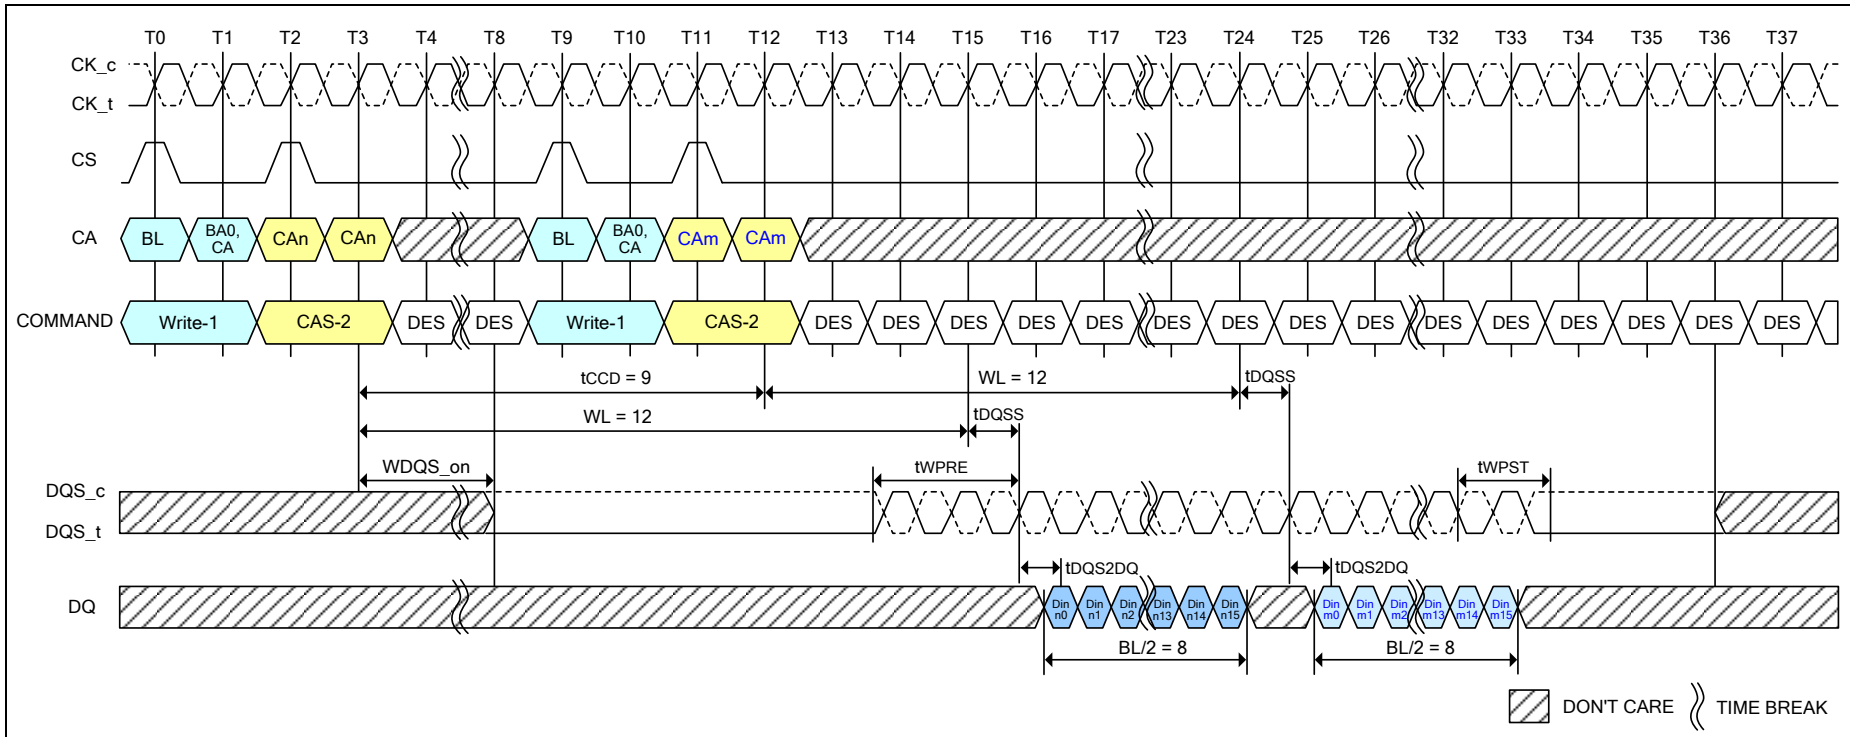 T0 T1 T2 T3 T4 T8 T9 T10 T11 T12 T13 T14 T15 T16 T17 T23 T24 T25 T26 T32 T33 T34 T35 T36 T37
CK_c
CK_t
CS
CA BL BA0, CA CAn CAn BL BA0, CA CAm CAm
COMMAND Write-1 CAS-2 DES DES Write-1 CAS-2 DES DES DES DES DES DES DES DES DES DES DES DES DES DES DES
tCCD = 9 WL = 12 tDQSS
WL = 12 tDQSS
WDQS_on tWPRE tWPST
DQS_c
DQS_t
tDQS2DQ tDQS2DQ
DQ Din n0 Din n1 Din n2 Din n13 Din n14 Din n15 Din m0 Din m1 Din m2 Din m13 Din m14 Din m15
BL/2 = 8 BL/2 = 8
DON'T CARE TIME BREAK